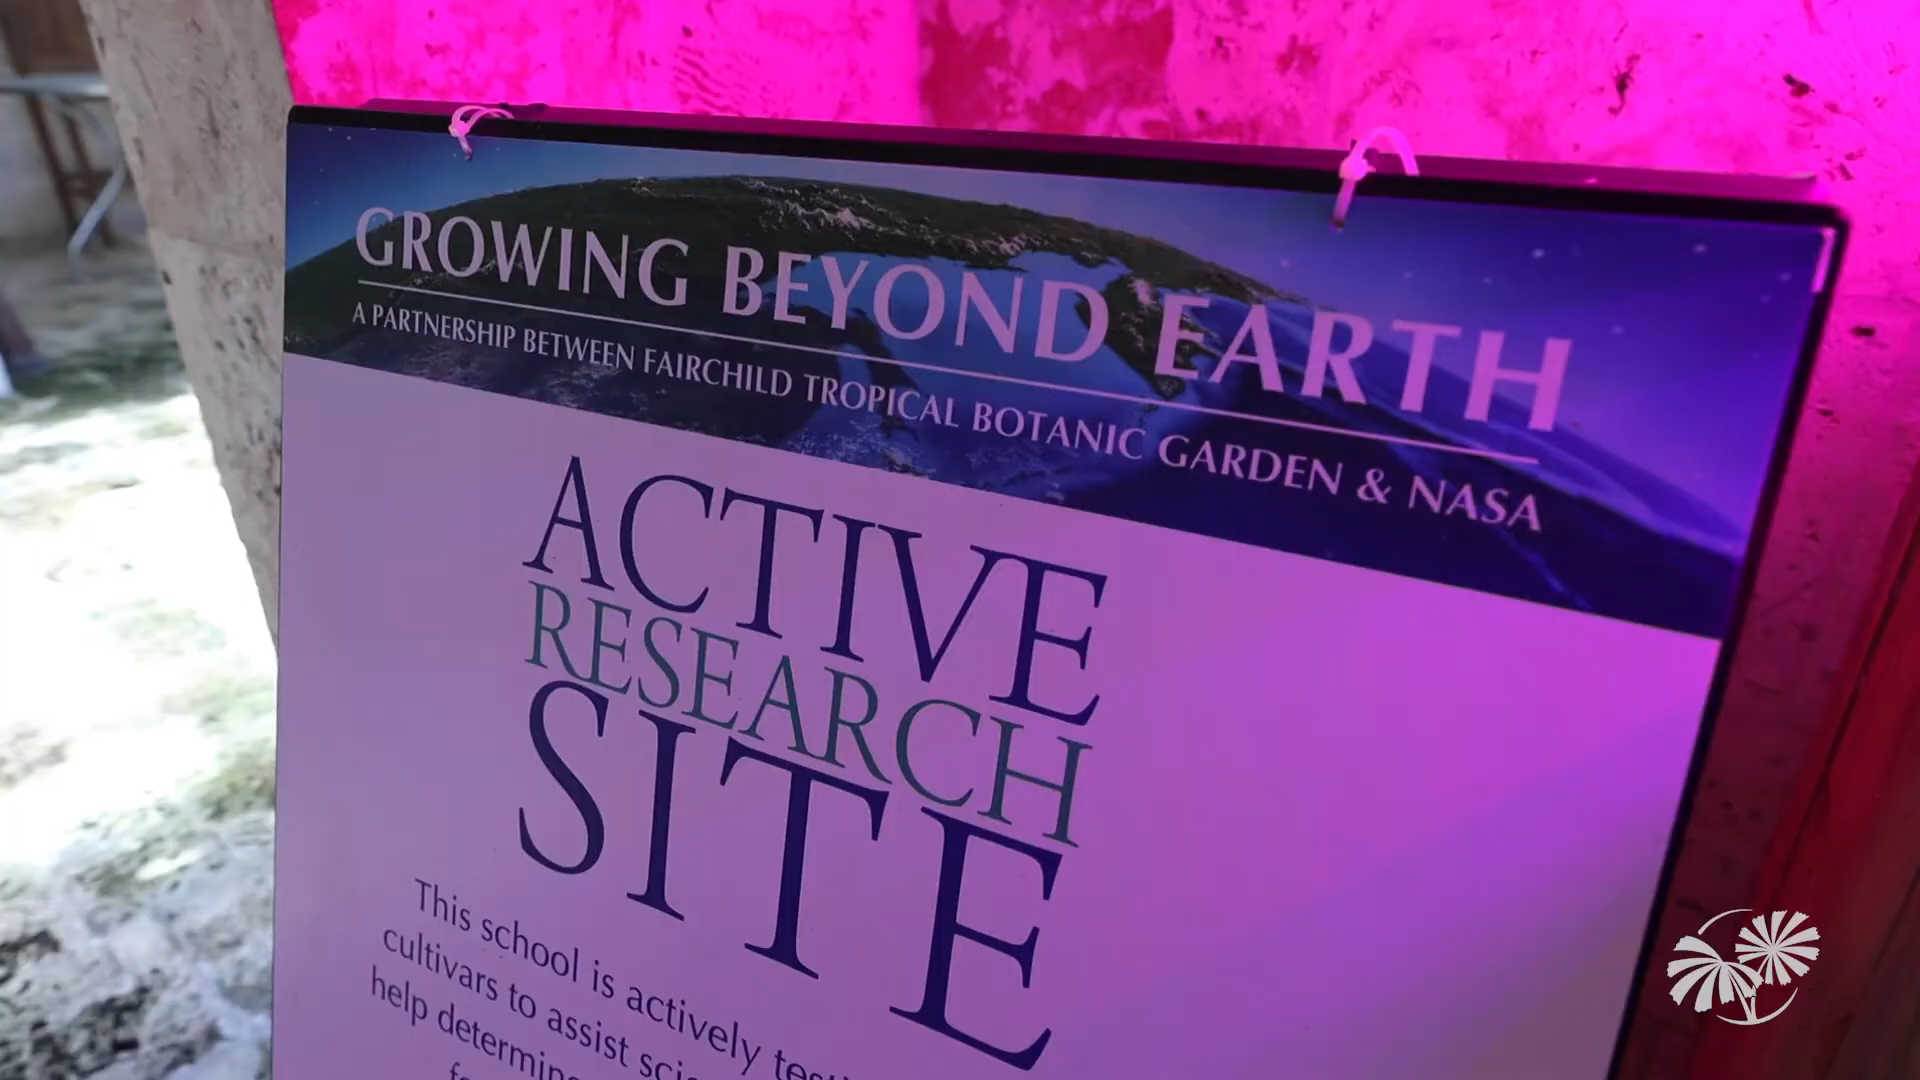 GROWING BEYOND EARTH
A PARTNERSHIP BETWEEN FAIRCHILD TROPICAL BOTANIC GARDEN & NASA
ACTIVE
RESEARCH
SITE
This school is actively
cultivars to assist
help